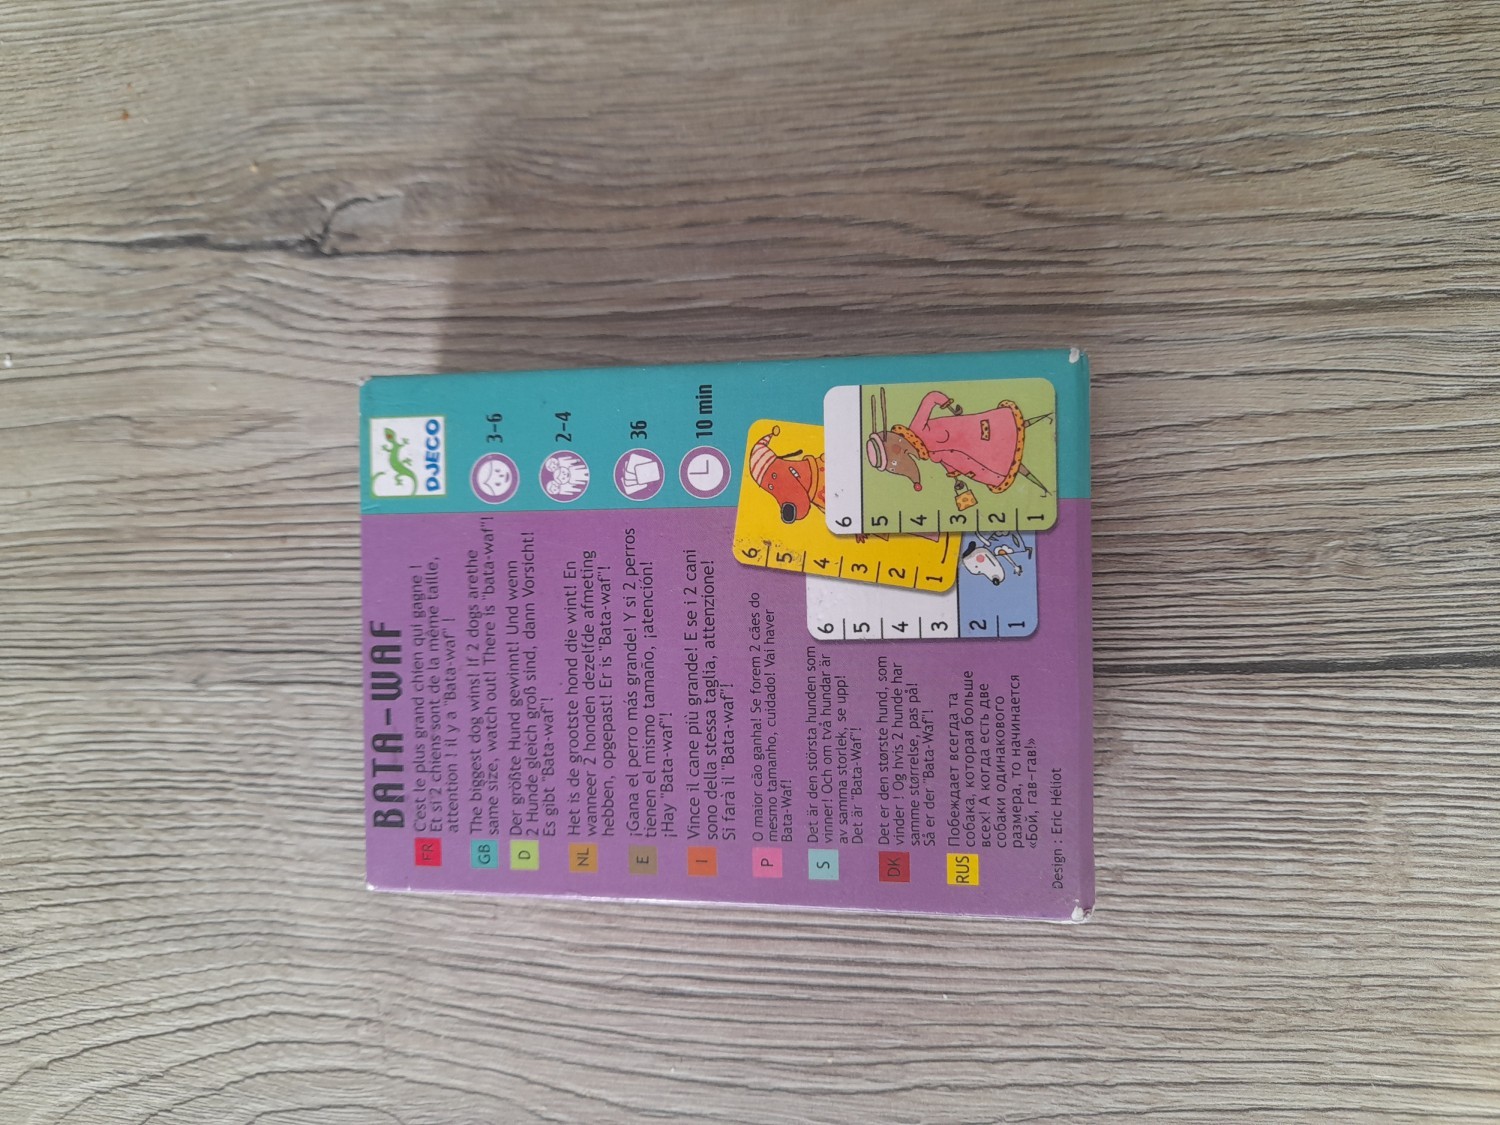 BATA-WAF
FR
C'est le plus grand chien qui gagne !
Et si 2 chiens sont de la même taille,
attention ! il y a "Bata-waf" !
GB
The biggest dog wins! If 2 dogs arethe
same size, watch out! There is "bata-waf"!
D
Der größte Hund gewinnt! Und wenn
2 Hunde gleich groß sind, dann Vorsicht!
Es gibt "Bata-waf"!
NL
Het is de grootste hond die wint! En
wanneer 2 honden dezelfde afmeting
hebben, opgepast! Er is "Bata-waf"!
E
¡Gana el perro más grande! Y si 2 perros
tienen el mismo tamaño, ¡atención!
¡Hay "Bata-waf"!
I
Vince il cane più grande! E se i 2 cani
sono della stessa taglia, attenzione!
Si farà il "Bata-waf"!
P
O maior cão ganha! Se forem 2 cães do
mesmo tamanho, cuidado! Vai haver
Bata-Waf!
S
Det är den största hunden som
vinner! Och om två hundar är
av samma storlek, se upp!
Det är "Bata-Waf"!
DK
Det er den største hund, som
vinder ! Og hvis 2 hunde har
samme størrelse, pas på!
Så er der "Bata-Waf"!
RUS
Побеждает всегда та
собака, которая больше
всех! А когда есть две
собаки одинакового
размера, то начинается
«Бой, гав-гав!»
Design : Eric Héliot
DJECO
3-6
2-4
36
10 min
6
5
4
3
2
1
6
5
4
3
2
1
6
5
4
3
2
1